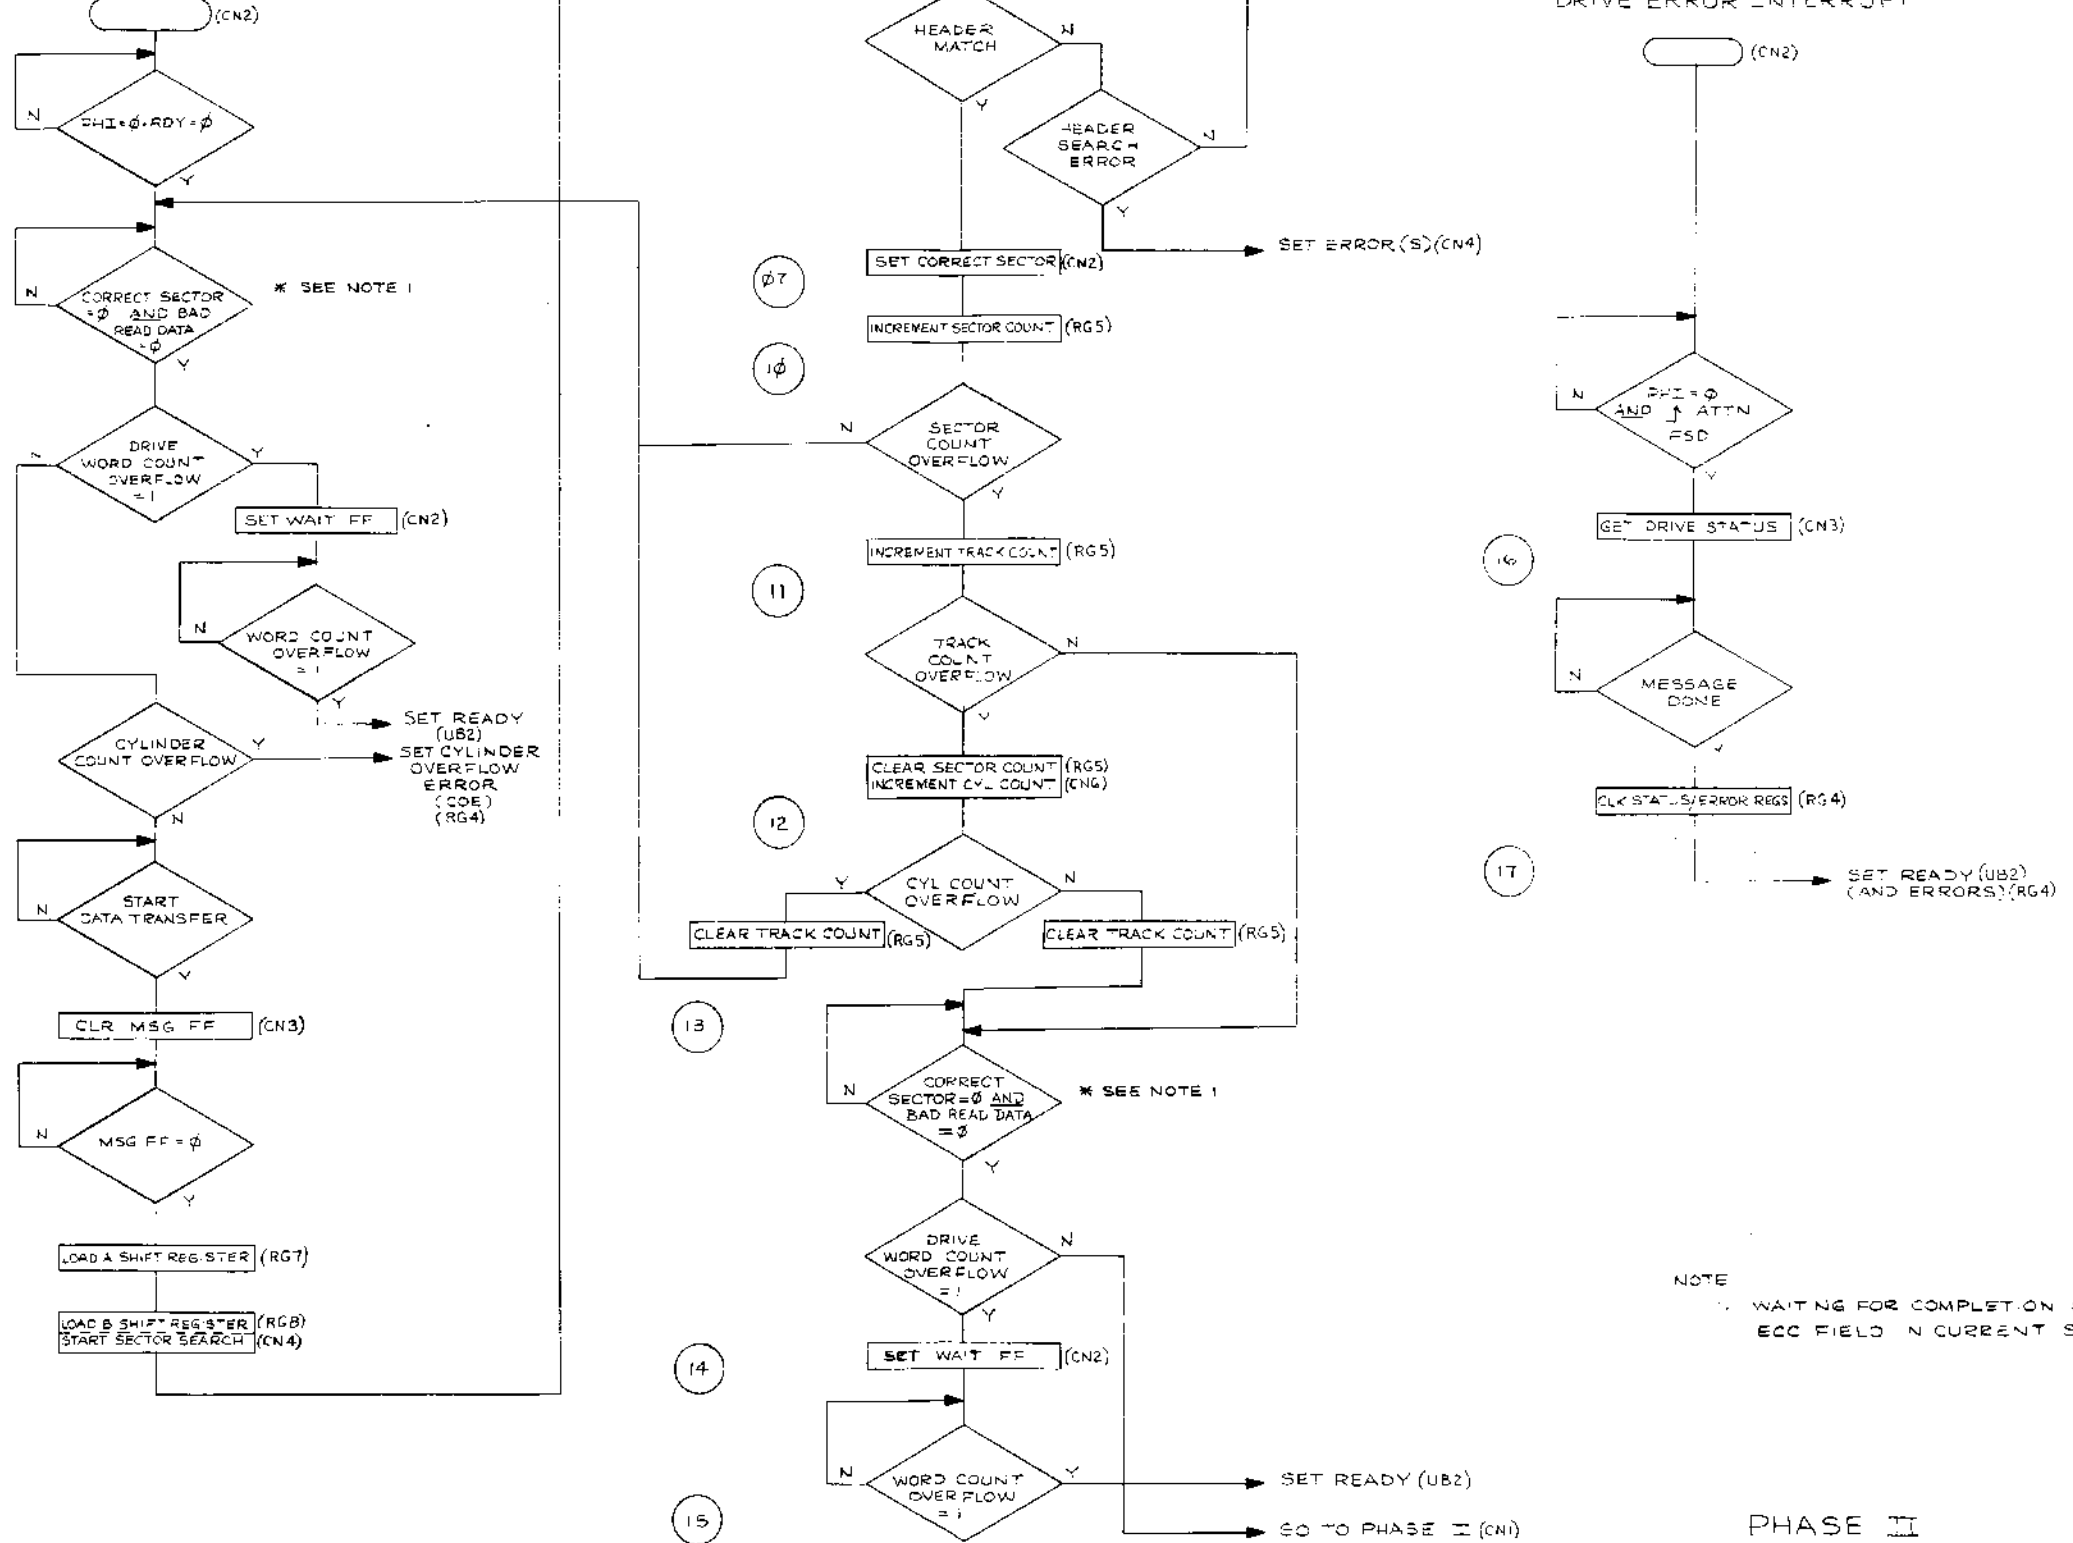 (CN2)
N
PHI=Ø·RDY=Ø
Y
N
CORRECT SECTOR
=Ø AND BAD
READ DATA
=Ø
* SEE NOTE 1
Y
N
DRIVE
WORD COUNT
OVERFLOW
=1
Y
SET WAIT FF (CN2)
N
WORD COUNT
OVERFLOW
=1
Y
SET READY
(UB2)
CYLINDER
COUNT OVERFLOW
Y
SET CYLINDER
OVERFLOW
ERROR
(COE)
(RG4)
N
START
DATA TRANSFER
N
Y
CLR MSG FF (CN3)
MSG FF = Ø
N
Y
LOAD A SHIFT REGISTER (RG7)
LOAD B SHIFT REGISTER (RG8)
START SECTOR SEARCH (CN4)
HEADER
MATCH
N
Y
HEADER
SEARCH
ERROR
N
Y
SET ERROR(S)(CN4)
Ø7
SET CORRECT SECTOR (CN2)
INCREMENT SECTOR COUNT (RG5)
1Ø
N
SECTOR
COUNT
OVERFLOW
Y
INCREMENT TRACK COUNT (RG5)
11
TRACK
COUNT
OVERFLOW
N
Y
CLEAR SECTOR COUNT (RG5)
INCREMENT CYL COUNT (CN6)
12
Y
CYL COUNT
OVERFLOW
N
CLEAR TRACK COUNT (RG5)
CLEAR TRACK COUNT (RG5)
13
N
CORRECT
SECTOR=Ø AND
BAD READ DATA
=Ø
* SEE NOTE 1
Y
DRIVE
WORD COUNT
OVERFLOW
=1
N
Y
14
SET WAIT FF (CN2)
N
WORD COUNT
OVERFLOW
=1
Y
SET READY (UB2)
15
GO TO PHASE II (CN1)
DRIVE ERROR INTERRUPT
(CN2)
N
PHI = Ø
AND ATTN
FSD
Y
GET DRIVE STATUS (CN3)
16
N
MESSAGE
DONE
Y
CLK STATUS/ERROR REGS (RG4)
17
SET READY (UB2)
(AND ERRORS)(RG4)
NOTE
WAITING FOR COMPLETION
ECC FIELD IN CURRENT
PHASE II